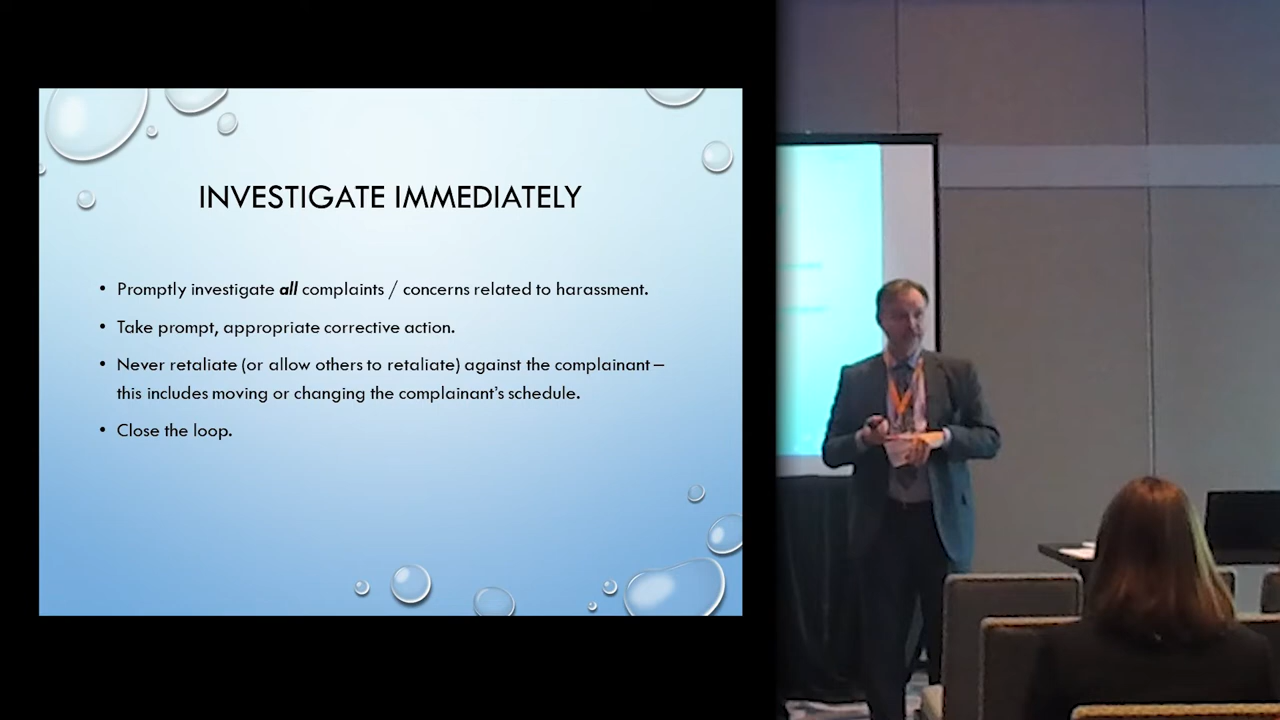 INVESTIGATE IMMEDIATELY
• Promptly investigate all complaints / concerns related to harassment.
• Take prompt, appropriate corrective action.
• Never retaliate (or allow others to retaliate) against the complainant –
this includes moving or changing the complainant's schedule.
• Close the loop.